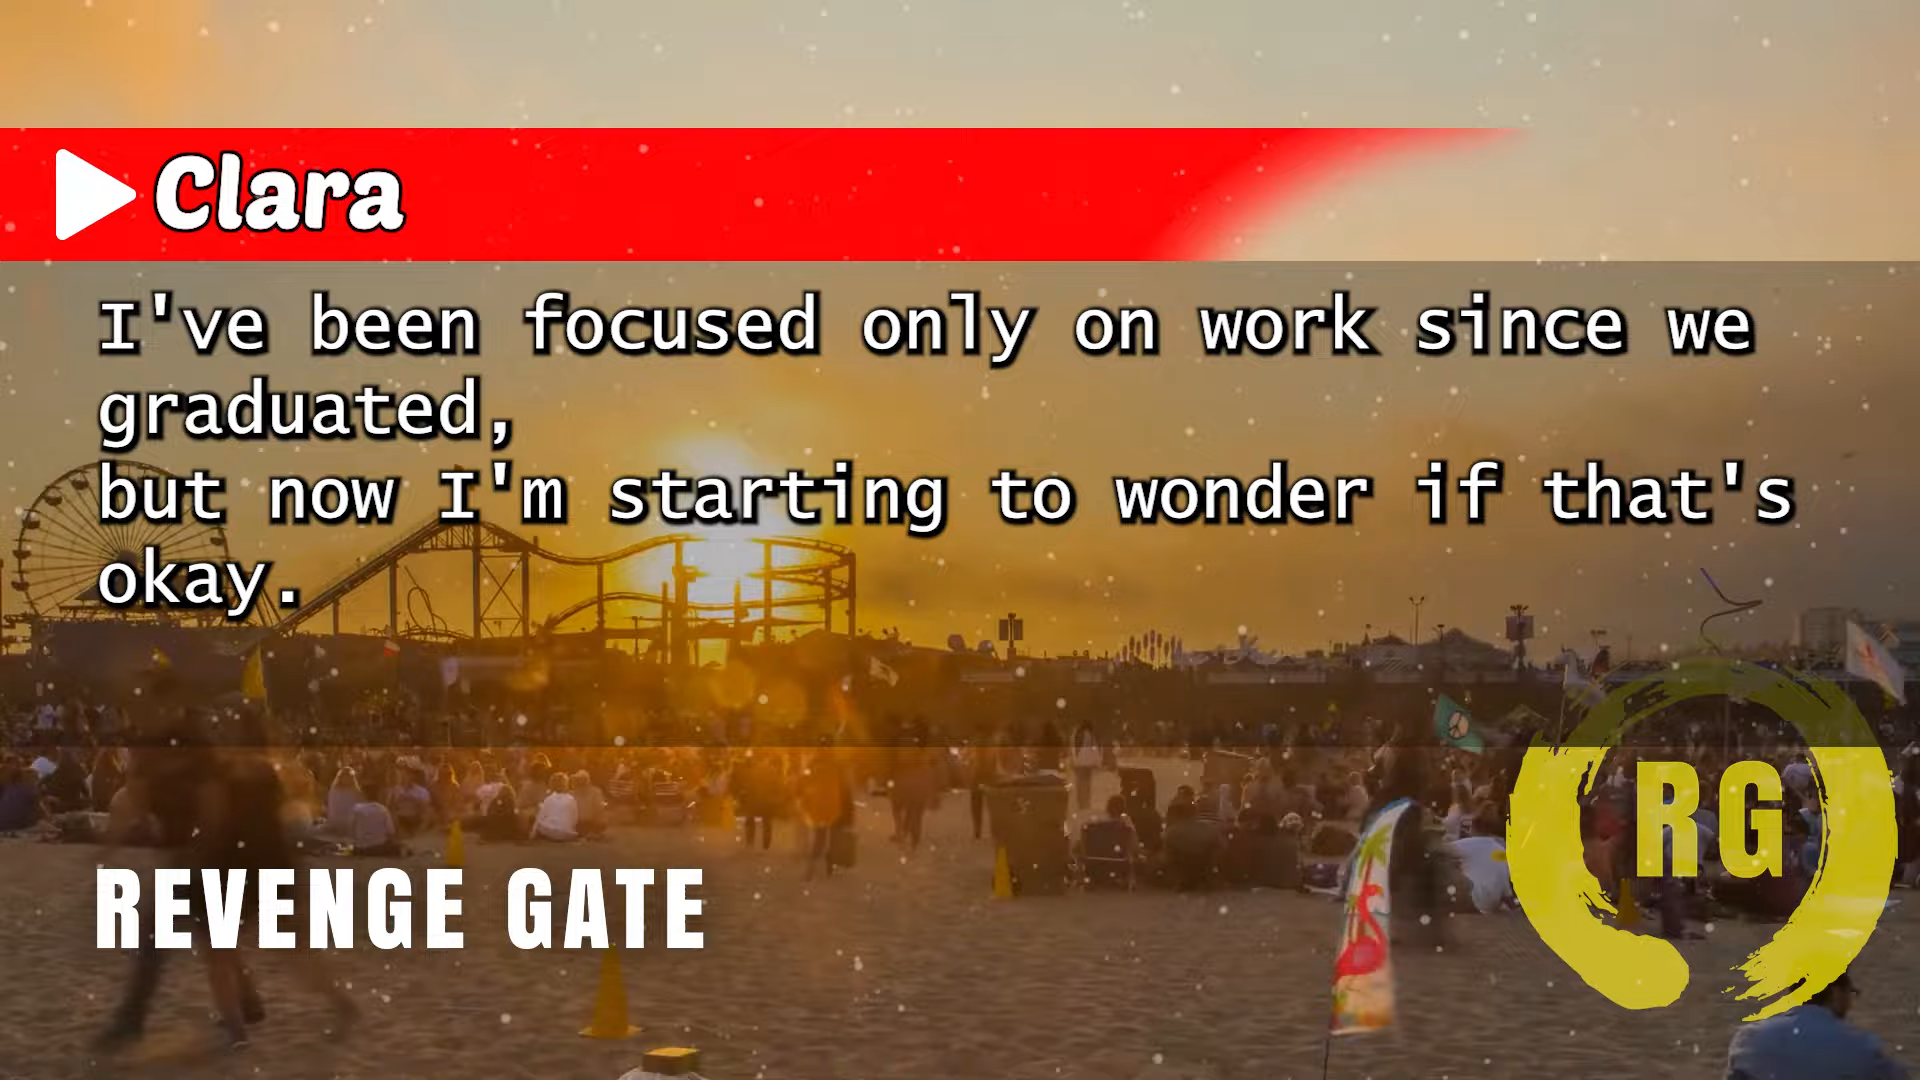 Clara
I've been focused only on work since we
graduated,
but now I'm starting to wonder if that's
okay.
RG
REVENGE GATE